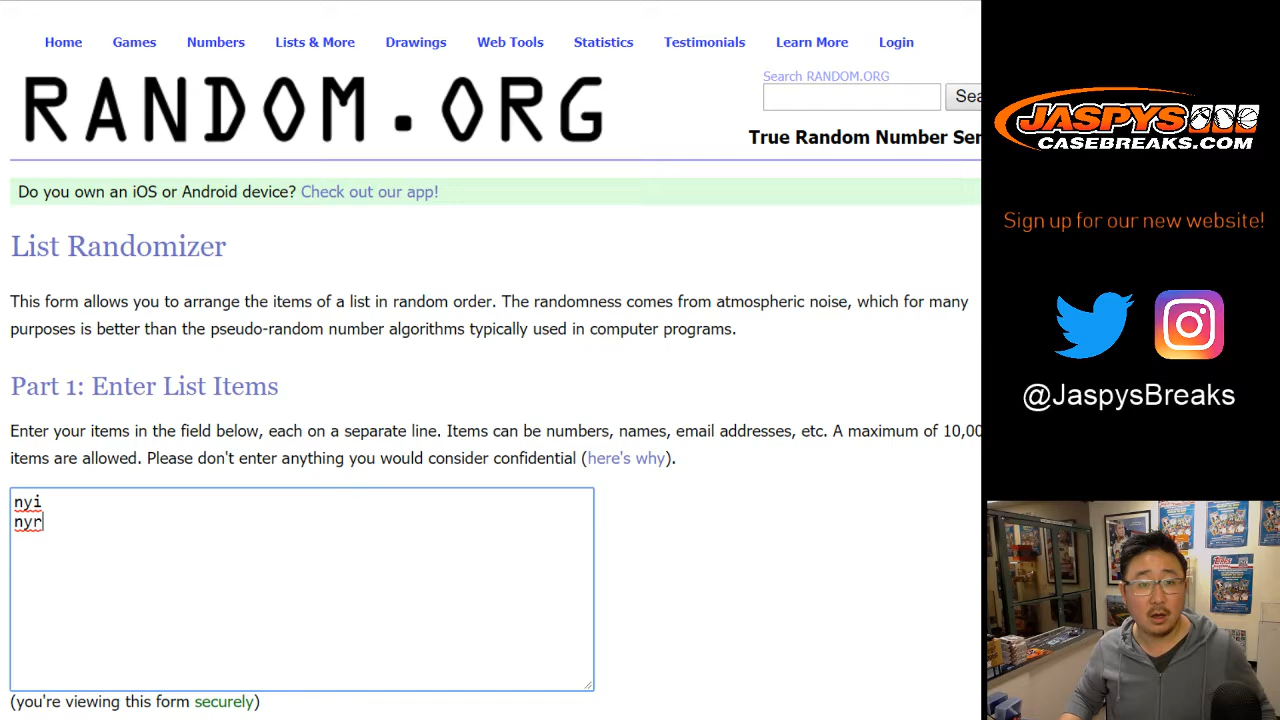 Home Games Numbers Lists & More Drawings Web Tools Statistics Testimonials Learn More Login
RANDOM.ORG
Search RANDOM.ORG
Sea
True Random Number Ser
Do you own an iOS or Android device? Check out our app!
List Randomizer
This form allows you to arrange the items of a list in random order. The randomness comes from atmospheric noise, which for many
purposes is better than the pseudo-random number algorithms typically used in computer programs.
Part 1: Enter List Items
Enter your items in the field below, each on a separate line. Items can be numbers, names, email addresses, etc. A maximum of 10,00
items are allowed. Please don't enter anything you would consider confidential (here's why).
nyi
nyr
(you're viewing this form securely)
JASPYS
CASEBREAKS.COM
Sign up for our new website!
@JaspysBreaks
Topps